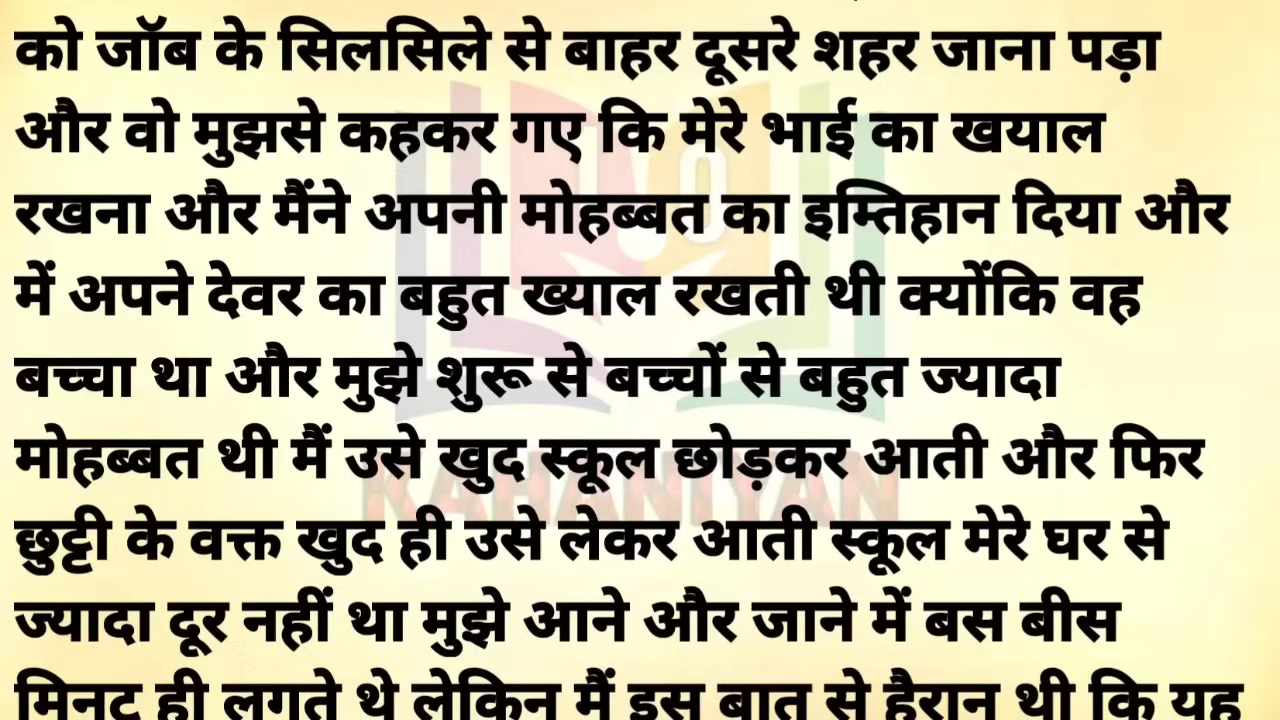 को जॉब के सिलसिले से बाहर दूसरे शहर जाना पड़ा
और वो मुझसे कहकर गए कि मेरे भाई का खयाल
रखना और मैंने अपनी मोहब्बत का इम्तिहान दिया और
में अपने देवर का बहुत ख्याल रखती थी क्योंकि वह
बच्चा था और मुझे शुरू से बच्चों से बहुत ज्यादा
मोहब्बत थी मैं उसे खुद स्कूल छोड़कर आती और फिर
KAHANIYAN
छुट्टी के वक्त खुद ही उसे लेकर आती स्कूल मेरे घर से
ज्यादा दूर नहीं था मुझे आने और जाने में बस बीस
मिनट ही लगते थे लेकिन मैं इस बात से हैरान थी कि यह